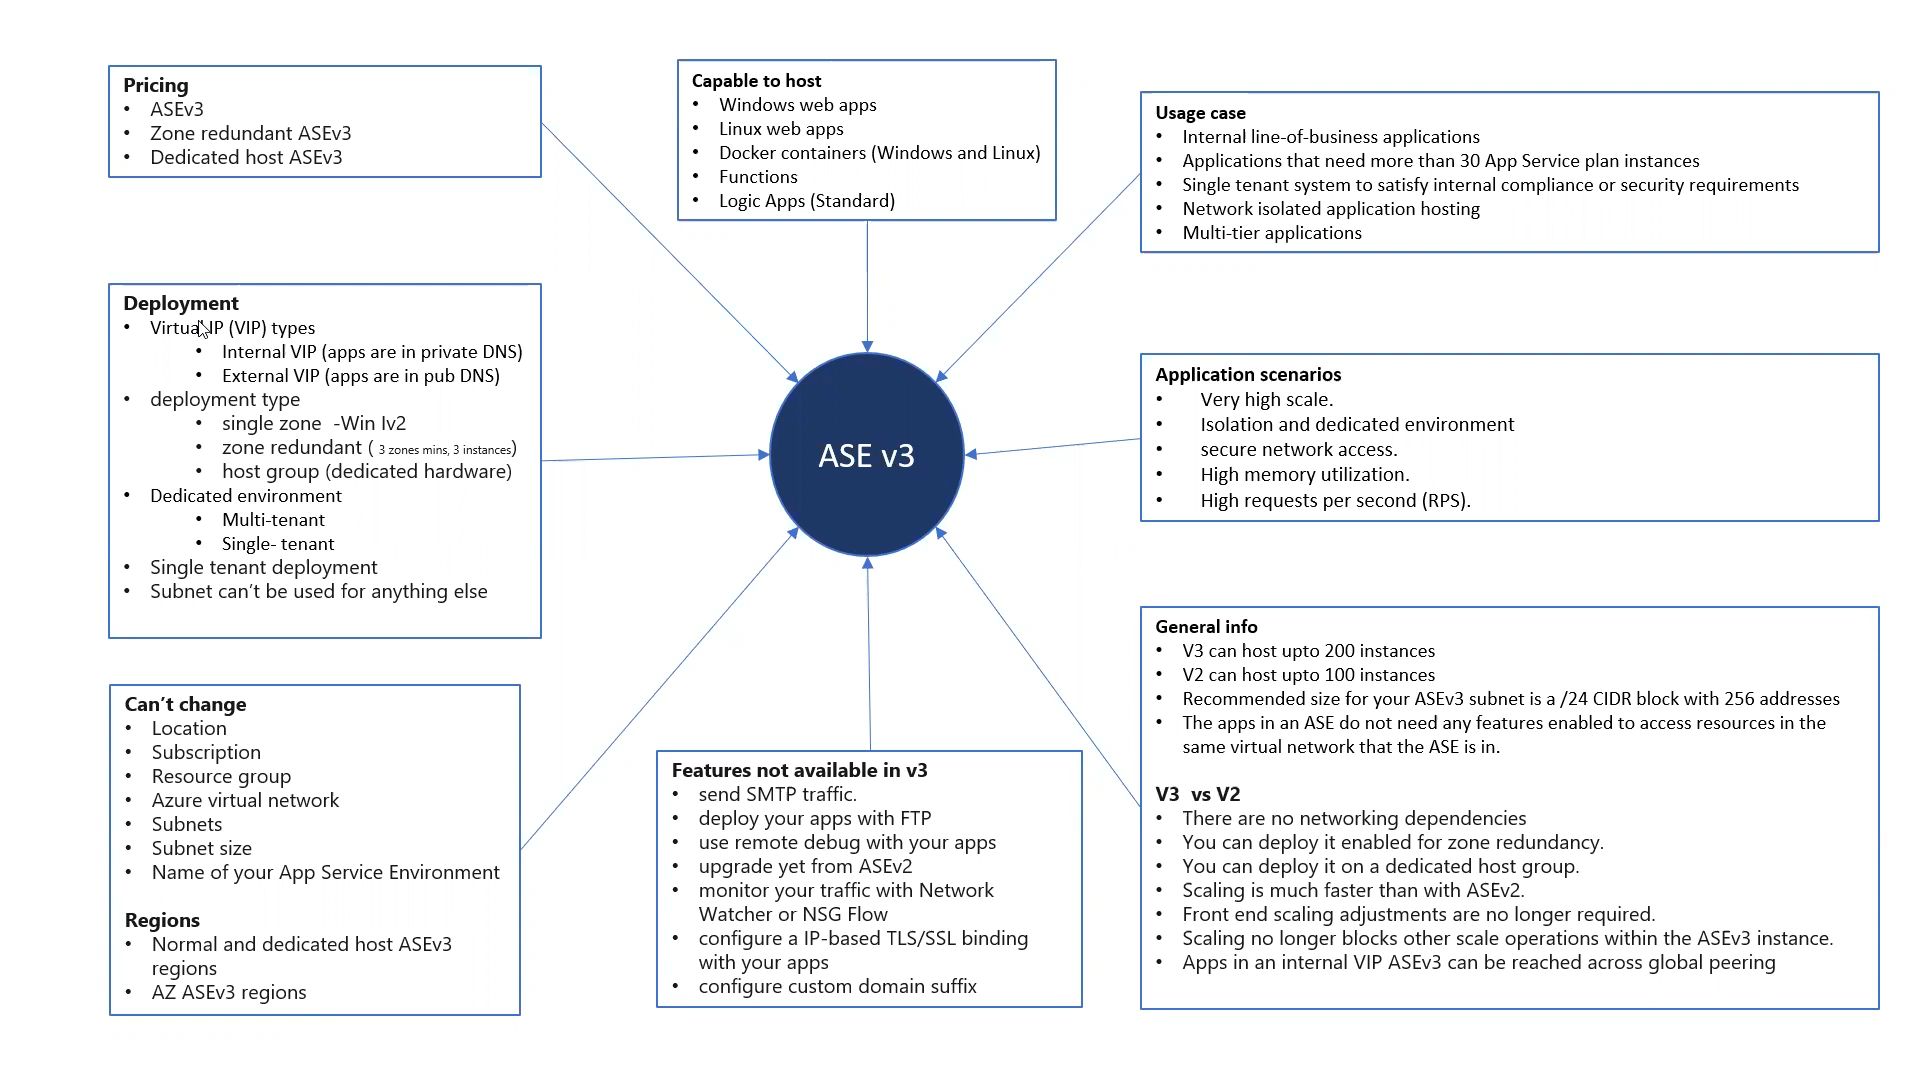 Pricing
• ASEv3
• Zone redundant ASEv3
• Dedicated host ASEv3
Capable to host
• Windows web apps
• Linux web apps
• Docker containers (Windows and Linux)
• Functions
• Logic Apps (Standard)
Usage case
• Internal line-of-business applications
• Applications that need more than 30 App Service plan instances
• Single tenant system to satisfy internal compliance or security requirements
• Network isolated application hosting
• Multi-tier applications
Deployment
• Virtual IP (VIP) types
• Internal VIP (apps are in private DNS)
• External VIP (apps are in pub DNS)
• deployment type
• single zone -Win Iv2
• zone redundant ( 3 zones mins, 3 instances)
• host group (dedicated hardware)
• Dedicated environment
• Multi-tenant
• Single- tenant
• Single tenant deployment
• Subnet can’t be used for anything else
ASE v3
Application scenarios
• Very high scale.
• Isolation and dedicated environment
• secure network access.
• High memory utilization.
• High requests per second (RPS).
Can’t change
• Location
• Subscription
• Resource group
• Azure virtual network
• Subnets
• Subnet size
• Name of your App Service Environment
Regions
• Normal and dedicated host ASEv3
regions
• AZ ASEv3 regions
Features not available in v3
• send SMTP traffic.
• deploy your apps with FTP
• use remote debug with your apps
• upgrade yet from ASEv2
• monitor your traffic with Network
Watcher or NSG Flow
• configure a IP-based TLS/SSL binding
with your apps
• configure custom domain suffix
General info
• V3 can host upto 200 instances
• V2 can host upto 100 instances
• Recommended size for your ASEv3 subnet is a /24 CIDR block with 256 addresses
• The apps in an ASE do not need any features enabled to access resources in the
same virtual network that the ASE is in.
V3 vs V2
• There are no networking dependencies
• You can deploy it enabled for zone redundancy.
• You can deploy it on a dedicated host group.
• Scaling is much faster than with ASEv2.
• Front end scaling adjustments are no longer required.
• Scaling no longer blocks other scale operations within the ASEv3 instance.
• Apps in an internal VIP ASEv3 can be reached across global peering